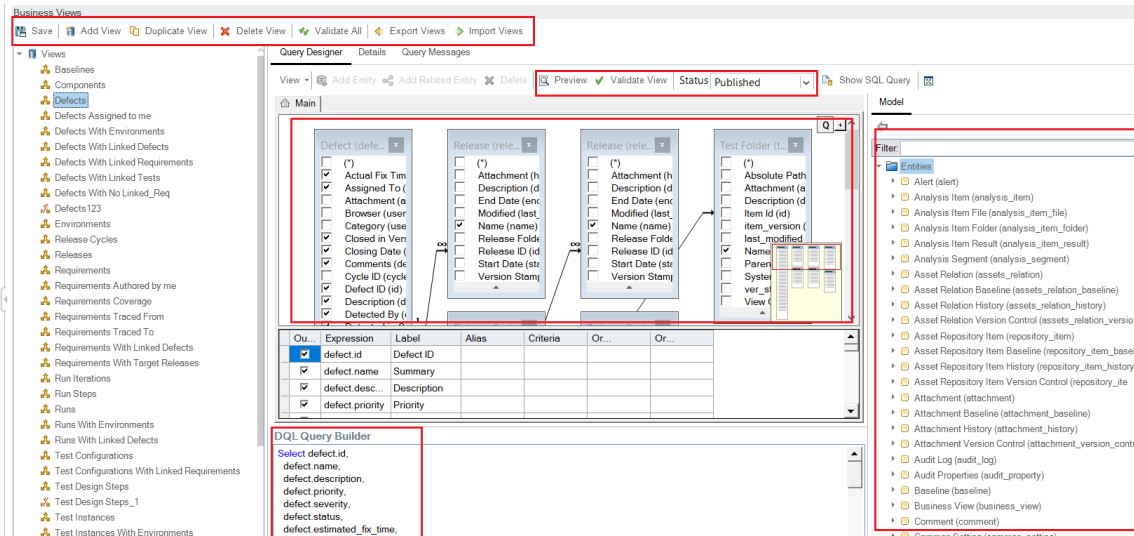 Business Views
Save Add View Duplicate View Delete View Validate All Export Views Import Views
Views
Baselines
Components
Defects
Defects Assigned to me
Defects With Environments
Defects With Linked Defects
Defects With Linked Requirements
Defects With Linked Tests
Defects With No Linked_Req
Defects123
Environments
Release Cycles
Releases
Requirements
Requirements Authored by me
Requirements Coverage
Requirements Traced From
Requirements Traced To
Requirements With Linked Defects
Requirements With Target Releases
Run Iterations
Run Steps
Runs
Runs With Environments
Runs With Linked Defects
Test Configurations
Test Configurations With Linked Requirements
Test Design Steps
Test Design Steps_1
Test Instances
Test Instances With Environments
Query Designer Details Query Messages
View Add Entity Add Related Entity Delete Preview Validate View Status Published Show SQL Query
Main
Q +
Defect (defe...
(*)
Actual Fix Tim
Assigned To (
Attachment (a
Browser (user
Category (use
Closed in Vers
Closing Date (
Comments (de
Cycle ID (cycle
Defect ID (id)
Description (d
Detected By (
Release (rele...
(*)
Attachment (h
Description (d
End Date (end
Modified (last_
Name (name)
Release Folde
Release ID (id
Start Date (sta
Version Stamp
Release (rele...
(*)
Attachment (h
Description (d
End Date (enc
Modified (last_
Name (name)
Release Folde
Release ID (id
Start Date (sta
Version Stamp
Test Folder (t...
(*)
Absolute Path
Attachment (a
Description (d
Item Id (id)
item_version (
last_modified
Name
Paren
System
ver_st
View O
Ou... Expression Label Alias Criteria Or... Or...
defect.id Defect ID
defect.name Summary
defect.desc... Description
defect.priority Priority
DQL Query Builder
Select defect.id,
defect.name,
defect.description,
defect.priority,
defect.severity,
defect.status,
defect.estimated_fix_time,
Model
Filter:
Entities
Alert (alert)
Analysis Item (analysis_item)
Analysis Item File (analysis_item_file)
Analysis Item Folder (analysis_item_folder)
Analysis Item Result (analysis_item_result)
Analysis Segment (analysis_segment)
Asset Relation (assets_relation)
Asset Relation Baseline (assets_relation_baseline)
Asset Relation History (assets_relation_history)
Asset Relation Version Control (assets_relation_versio
Asset Repository Item (repository_item)
Asset Repository Item Baseline (repository_item_basel
Asset Repository Item History (repository_item_history
Asset Repository Item Version Control (repository_ite
Attachment (attachment)
Attachment Baseline (attachment_baseline)
Attachment History (attachment_history)
Attachment Version Control (attachment_version_contr
Audit Log (audit_log)
Audit Properties (audit_property)
Baseline (baseline)
Business View (business_view)
Comment (comment)